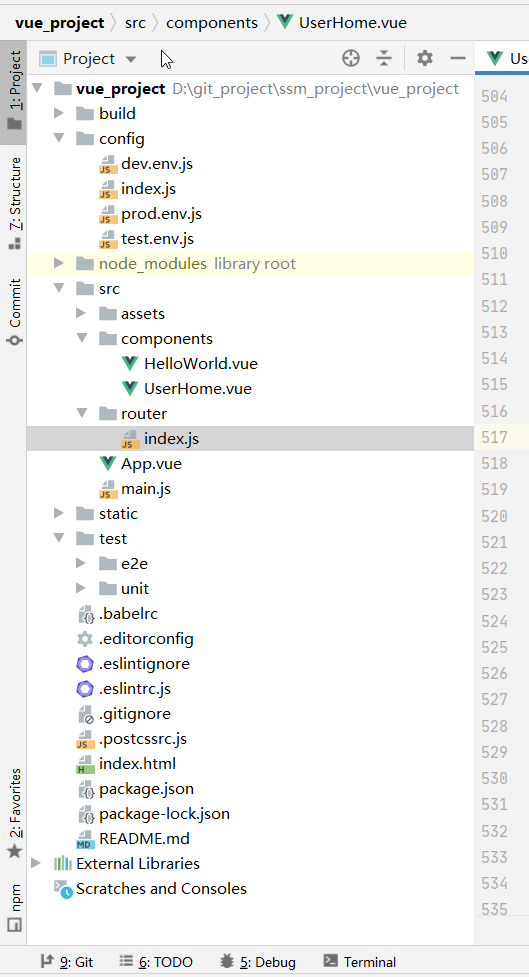 vue_project src components UserHome.vue
Project
Us
1: Project
7: Structure
Commit
2: Favorites
npm
vue_project D:\git_project\ssm_project\vue_project
build
config
dev.env.js
index.js
prod.env.js
test.env.js
node_modules library root
src
assets
components
HelloWorld.vue
UserHome.vue
router
index.js
App.vue
main.js
static
test
e2e
unit
.babelrc
.editorconfig
.eslintignore
.eslintrc.js
.gitignore
.postcssrc.js
index.html
package.json
package-lock.json
README.md
External Libraries
Scratches and Consoles
504
505
506
507
508
509
510
511
512
513
514
515
516
517
518
519
520
521
522
523
524
525
526
527
528
529
530
531
532
533
534
535
9: Git 6: TODO 5: Debug Terminal